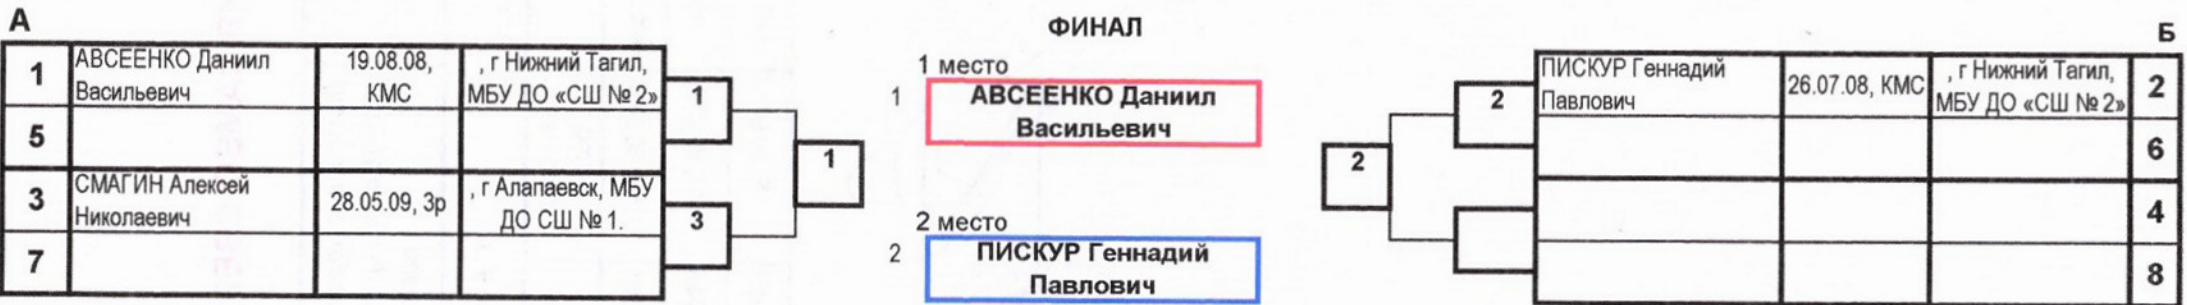 А
1
АВСЕЕНКО Даниил
Васильевич
19.08.08,
КМС
, г Нижний Тагил,
МБУ ДО «СШ № 2»
5
3
СМАГИН Алексей
Николаевич
28.05.09, 3р
, г Алапаевск, МБУ
ДО СШ № 1.
7
1
3
1
ФИНАЛ
1 место
1
АВСЕЕНКО Даниил
Васильевич
2 место
2
ПИСКУР Геннадий
Павлович
Б
2
2
ПИСКУР Геннадий
Павлович
26.07.08, КМС
, г Нижний Тагил,
МБУ ДО «СШ № 2»
2
6
4
8